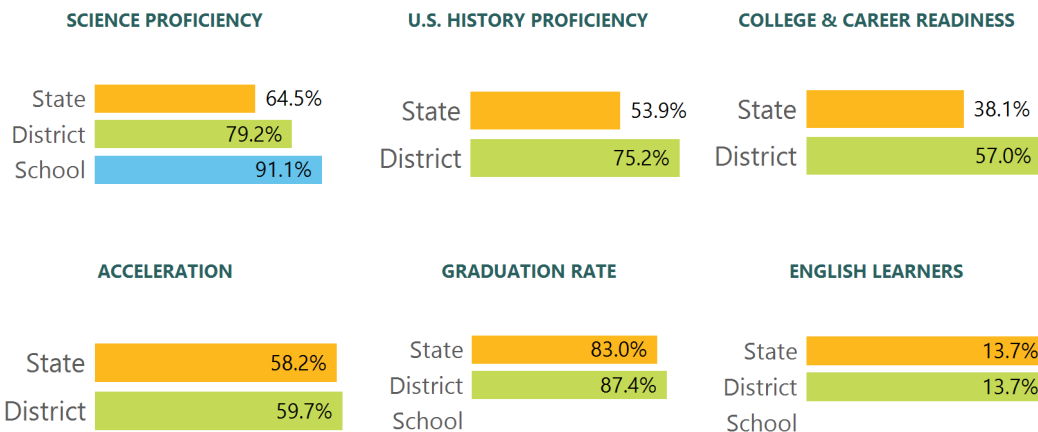 SCIENCE PROFICIENCY
State 64.5%
District 79.2%
School 91.1%
U.S. HISTORY PROFICIENCY
State 53.9%
District 75.2%
COLLEGE & CAREER READINESS
State 38.1%
District 57.0%
ACCELERATION
State 58.2%
District 59.7%
GRADUATION RATE
State 83.0%
District 87.4%
School
ENGLISH LEARNERS
State 13.7%
District 13.7%
School